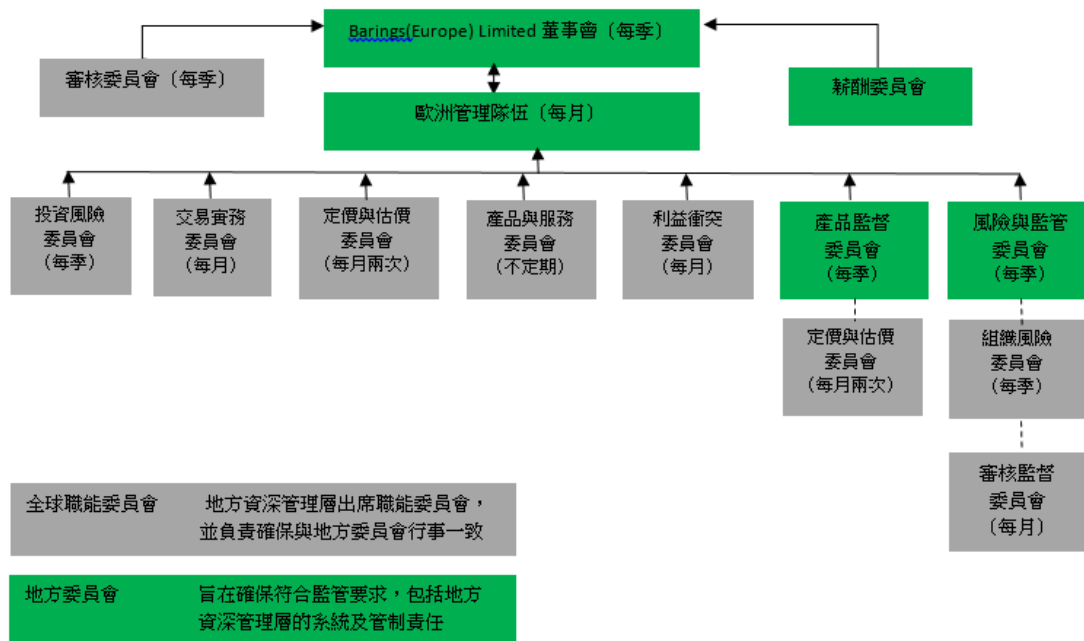 Barings(Europe) Limited 董事會（每季）
審核委員會（每季）
薪酬委員會
歐洲管理隊伍（每月）
投資風險
委員會
(每季)
交易實務
委員會
(每月)
定價與估價
委員會
(每月兩次)
產品與服務
委員會
(不定期)
利益衝突
委員會
(每月)
產品監督
委員會
(每季)
風險與監管
委員會
(每季)
定價與估價
委員會
(每月兩次)
組織風險
委員會
(每季)
審核監督
委員會
(每月)
全球職能委員會 地方資深管理層出席職能委員會，
並負責確保與地方委員會行事一致
地方委員會 旨在確保符合監管要求，包括地方
資深管理層的系統及管制責任